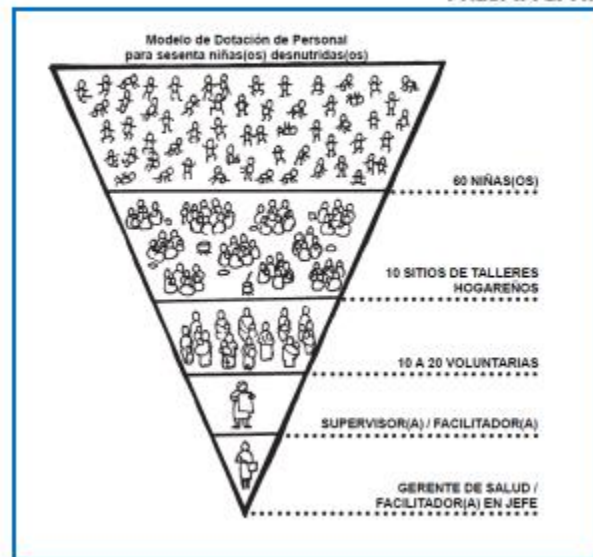 Modelo de Dotación de Personal
para sesenta niñas(os) desnutridas(os)
60 NIÑAS(OS)
10 SITIOS DE TALLERES
HOGAREÑOS
10 A 20 VOLUNTARIAS
SUPERVISOR(A) / FACILITADOR(A)
GERENTE DE SALUD /
FACILITADOR(A) EN JEFE